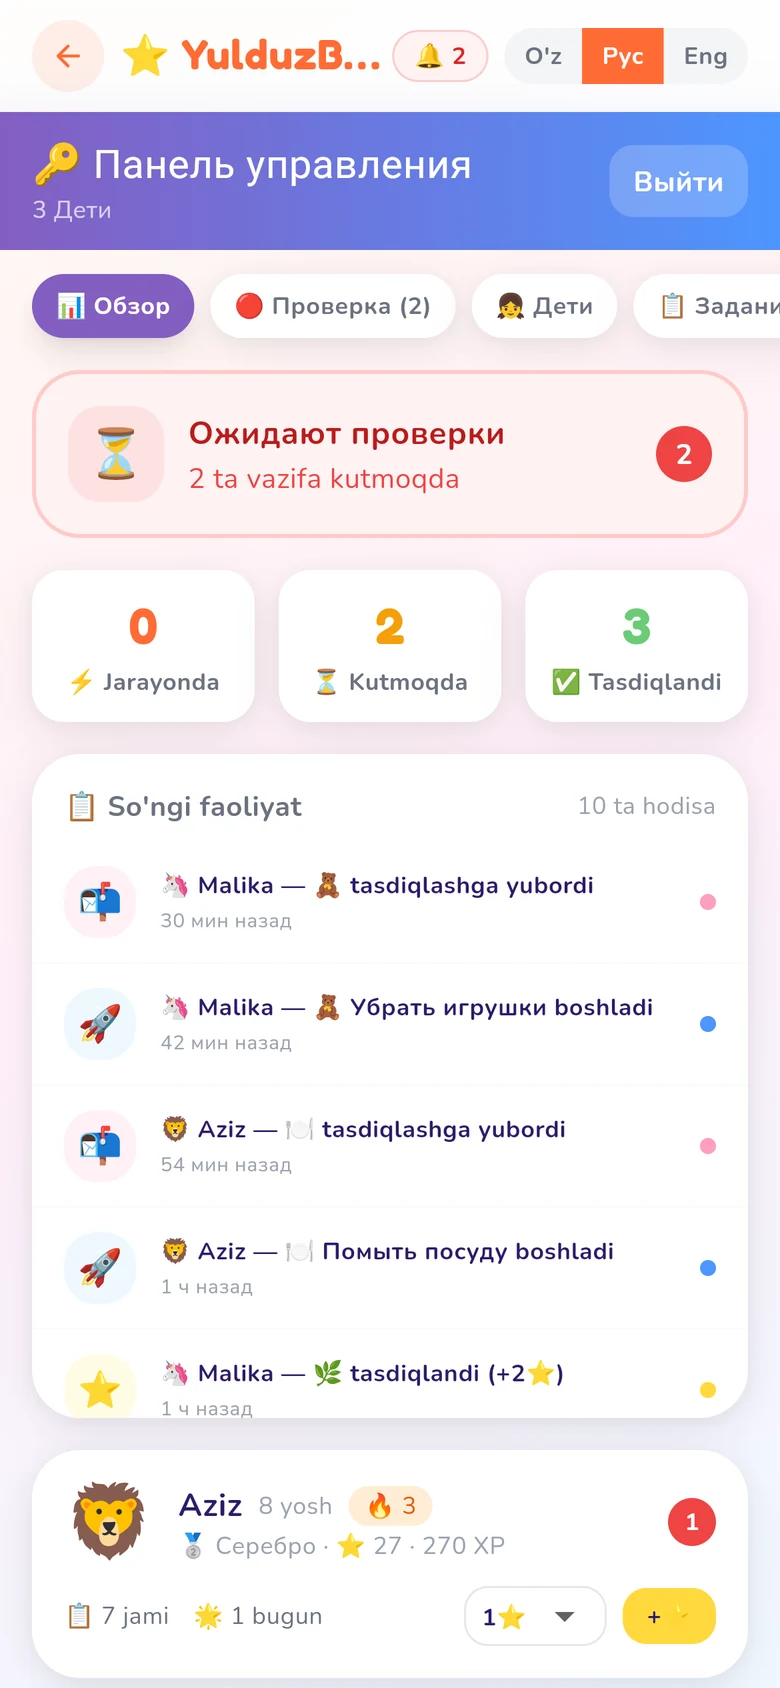 YulduzB... 2 O'z Рус Eng
Панель управления
3 Дети
Выйти
Обзор Проверка (2) Дети Задани
Ожидают проверки
2 ta vazifa kutmoqda
2
0 2 3
Jarayonda Kutmoqda Tasdiqlandi
So'ngi faoliyat 10 ta hodisa
Malika — tasdiqlashga yubordi
30 мин назад
Malika — Убрать игрушки boshladi
42 мин назад
Aziz — tasdiqlashga yubordi
54 мин назад
Aziz — Помыть посуду boshladi
1 ч назад
Malika — tasdiqlandi (+2⭐)
1 ч назад
Aziz 8 yosh 3
Серебро · ⭐ 27 · 270 XP
1
7 jami 1 bugun 1⭐ +